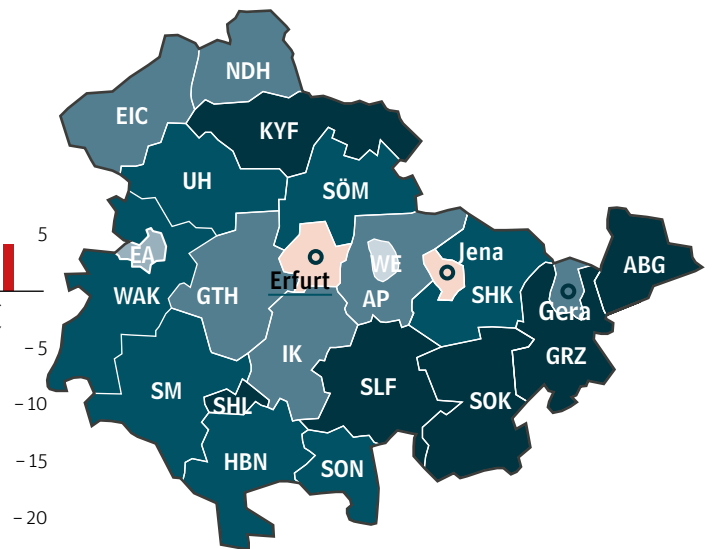 NDH
EIC
KYF
UH
SÖM
5
EA
WE
Jena
ABG
Erfurt
WAK
GTH
AP
SHK
Gera
– 5
IK
GRZ
SM
SLF
SOK
– 10
SHL
HBN
SON
– 15
– 20